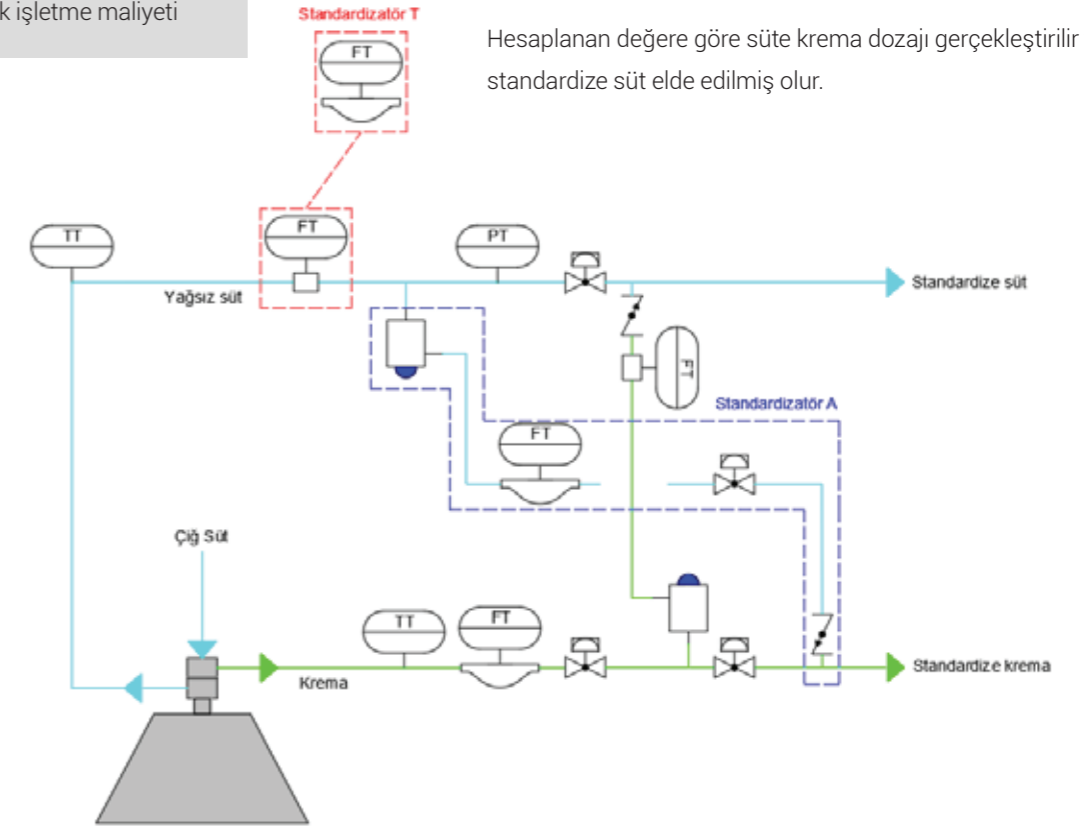 k işletme maliyeti
Standardizatör T
FT
Hesaplanan değere göre süte krema dozajı gerçekleştirilir
standardize süt elde edilmiş olur.
TT
FT
PT
Yağsız süt
Standardize süt
FT
Standardizatör A
FT
Çiğ Süt
TT
FT
Krema
Standardize krema